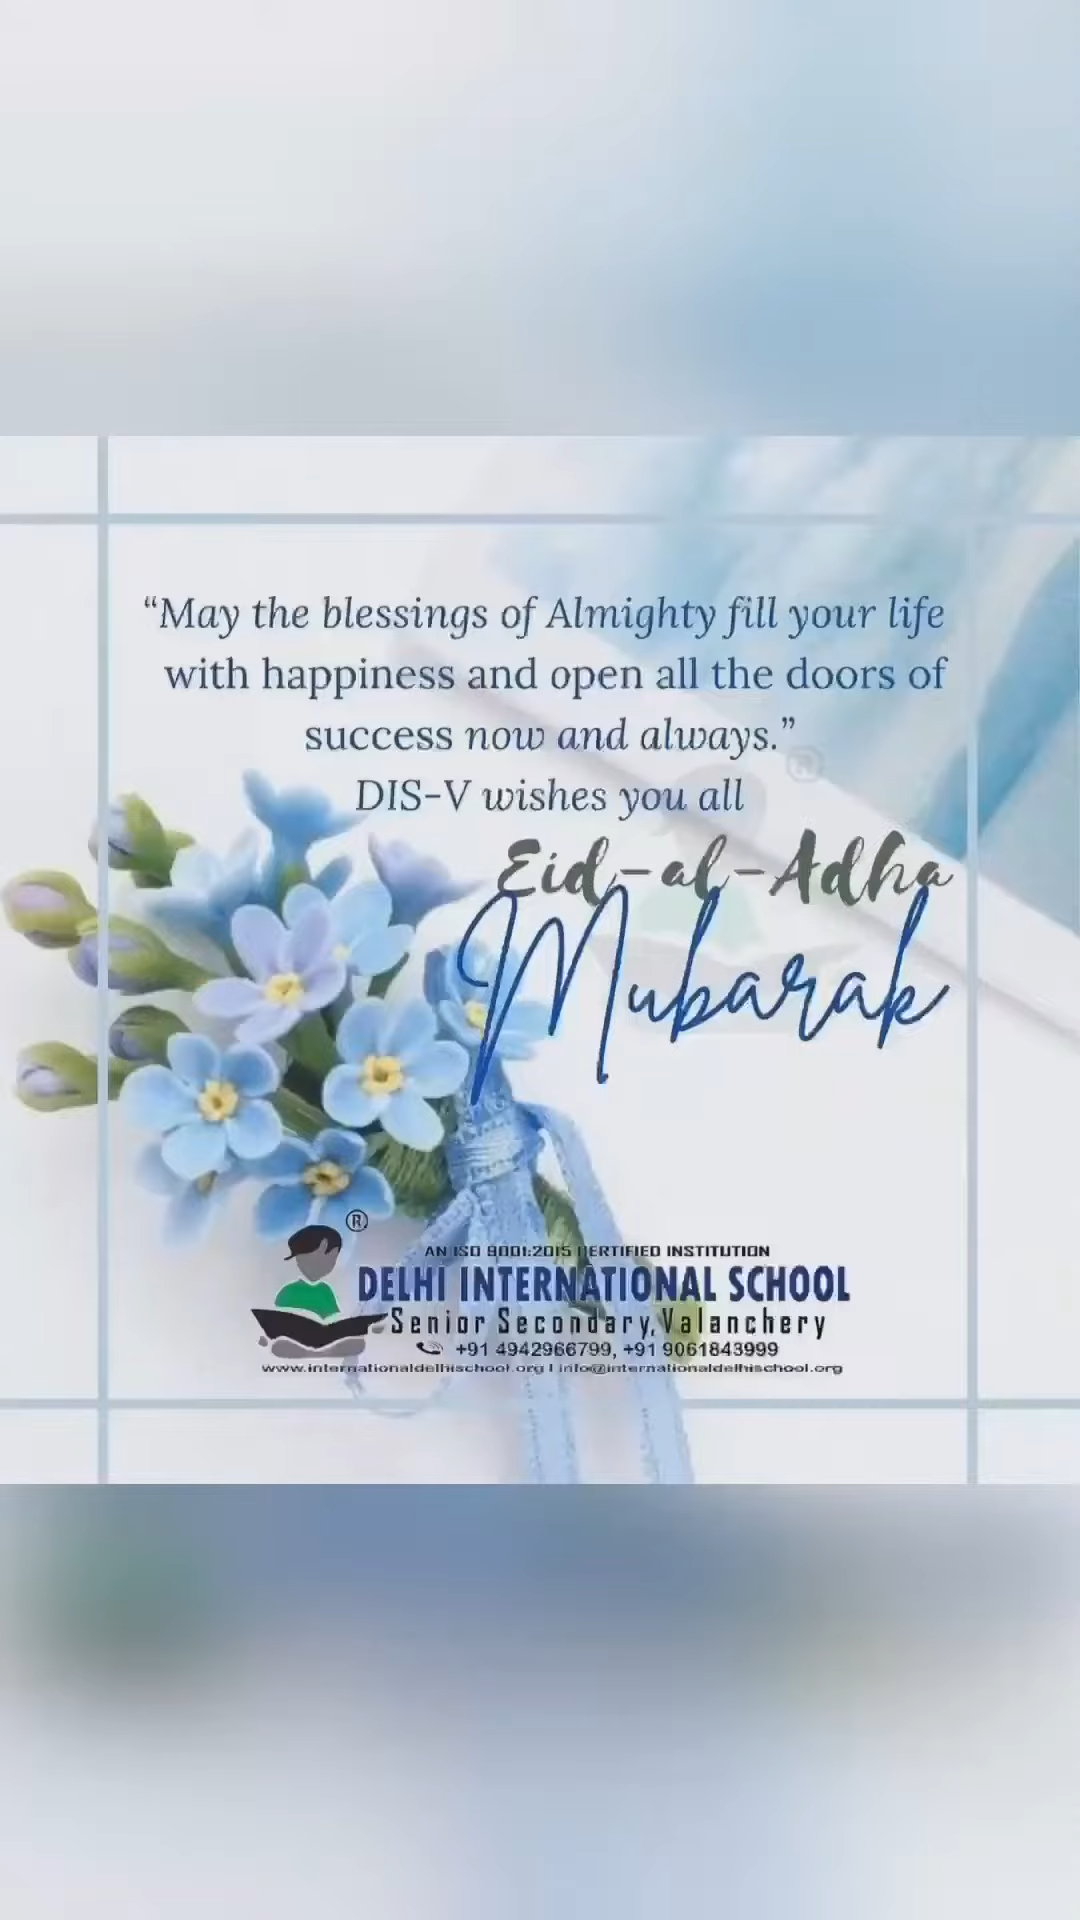 “May the blessings of Almighty fill your life
with happiness and open all the doors of
success now and always.”
DIS-V wishes you all
Eid-al-Adha
Mubarak
®
AN ISO 9001:2015 CERTIFIED INSTITUTION
DELHI INTERNATIONAL SCHOOL
Senior Secondary, Valanchery
+91 4942966799, +91 9061843999
www.internationaldelhischool.org | info@internationaldelhischool.org